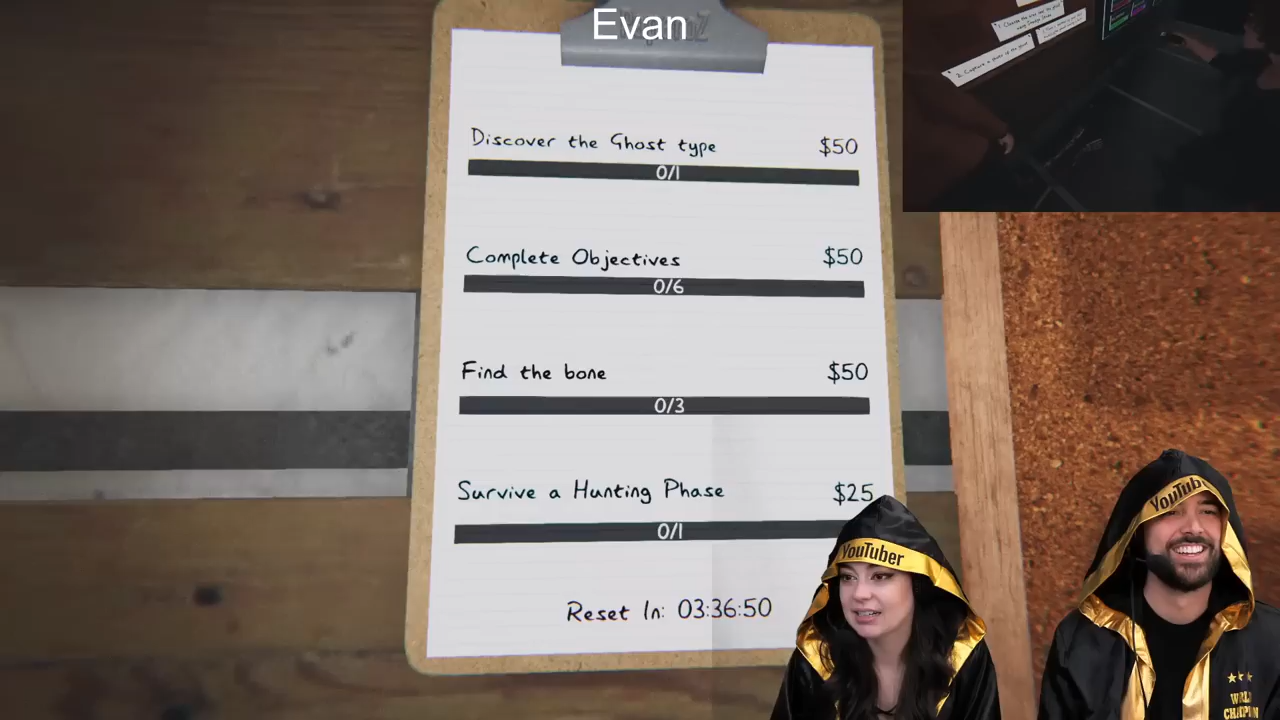 Evan
Discover the Ghost type $50
0/1
Complete Objectives $50
0/6
Find the bone $50
0/3
Survive a Hunting Phase $25
0/1
Reset In: 03:36:50
YouTuber
YouTub